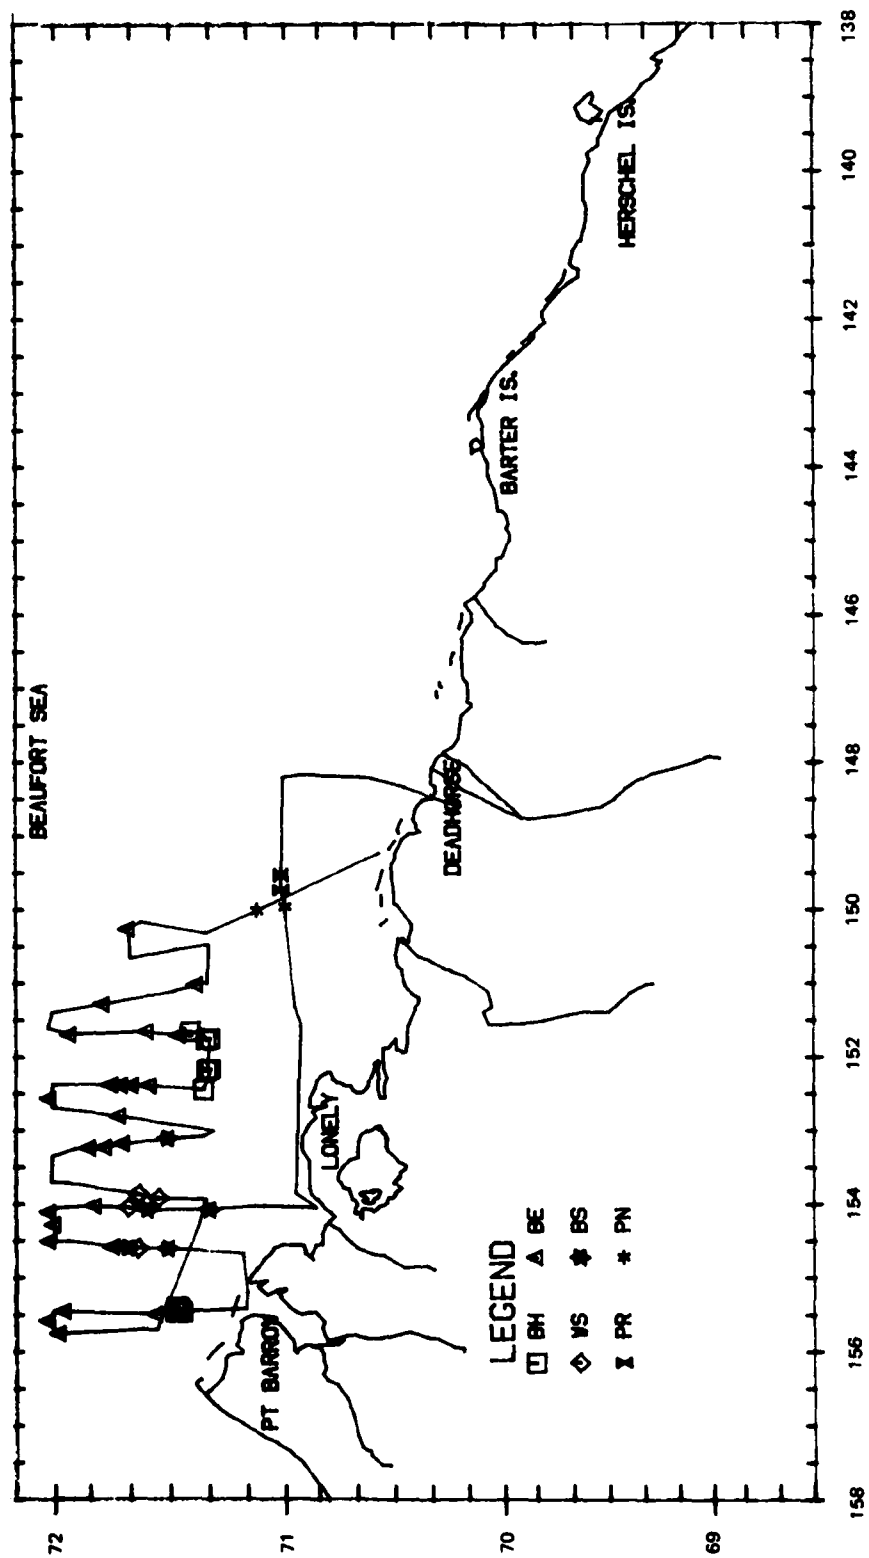 BEAUFORT SEA
72
71
70
69
PT BARROW
LONELY
DEADHORSE
BARTER IS.
HERSCHEL IS.
LEGEND
BH BE
WS BS
PR PN
158 156 154 152 150 148 146 144 142 140 138